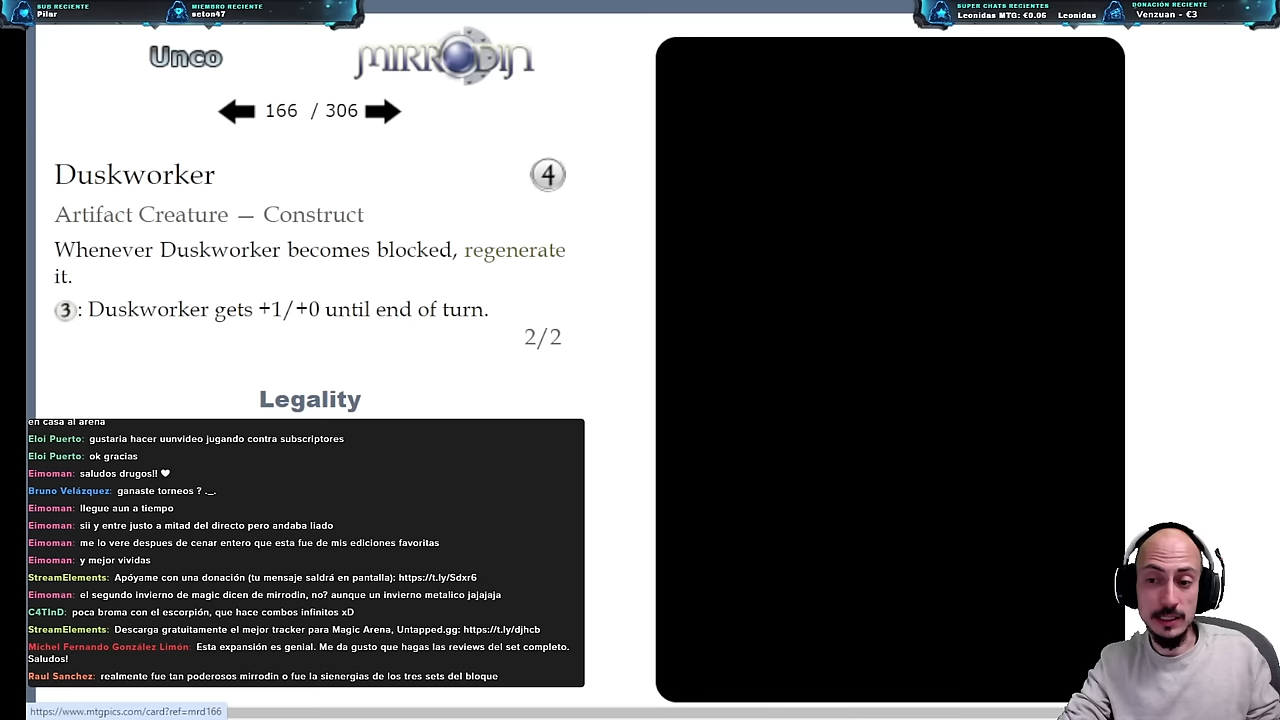 SUB RECIENTE
Pilar
MIEMBRO RECIENTE
seton47
SUPER CHATS RECIENTES
Leonidas MTG: €0.06 Leonidas
DONACIÓN RECIENTE
Venzuan - €3
Unco
MIRRODIN
166 / 306
Duskworker
4
Artifact Creature — Construct
Whenever Duskworker becomes blocked, regenerate
it.
3: Duskworker gets +1/+0 until end of turn.
2/2
Legality
en casa al arena
Eloi Puerto: gustaria hacer uunvideo jugando contra subscriptores
Eloi Puerto: ok gracias
Eimoman: saludos drugos!! ❤
Bruno Velázquez: ganaste torneos ? ._.
Eimoman: llegue aun a tiempo
Eimoman: sii y entre justo a mitad del directo pero andaba liado
Eimoman: me lo vere despues de cenar entero que esta fue de mis ediciones favoritas
Eimoman: y mejor vividas
StreamElements: Apóyame con una donación (tu mensaje saldrá en pantalla): https://t.ly/Sdxr6
Eimoman: el segundo invierno de magic dicen de mirrodin, no? aunque un invierno metalico jajajaja
C4TInD: poca broma con el escorpión, que hace combos infinitos xD
StreamElements: Descarga gratuitamente el mejor tracker para Magic Arena, Untapped.gg: https://t.ly/djhcb
Michel Fernando González Limón: Esta expansión es genial. Me da gusto que hagas las reviews del set completo.
Saludos!
Raul Sanchez: realmente fue tan poderosos mirrodin o fue la sienergias de los tres sets del bloque
https://www.mtgpics.com/card?ref=mrd166